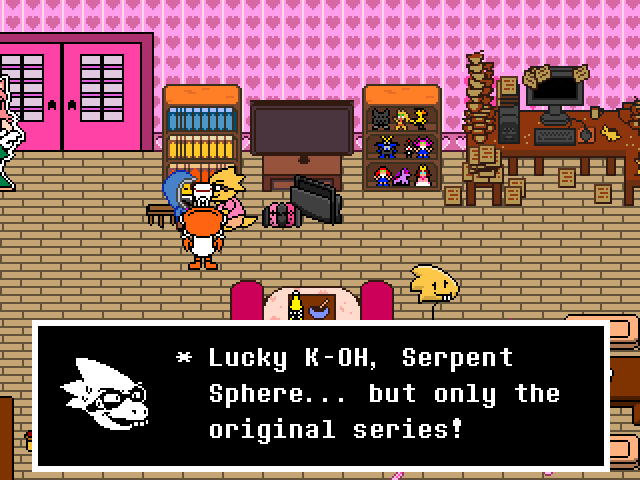 * Lucky K-OH, Serpent
Sphere... but only the
original series!